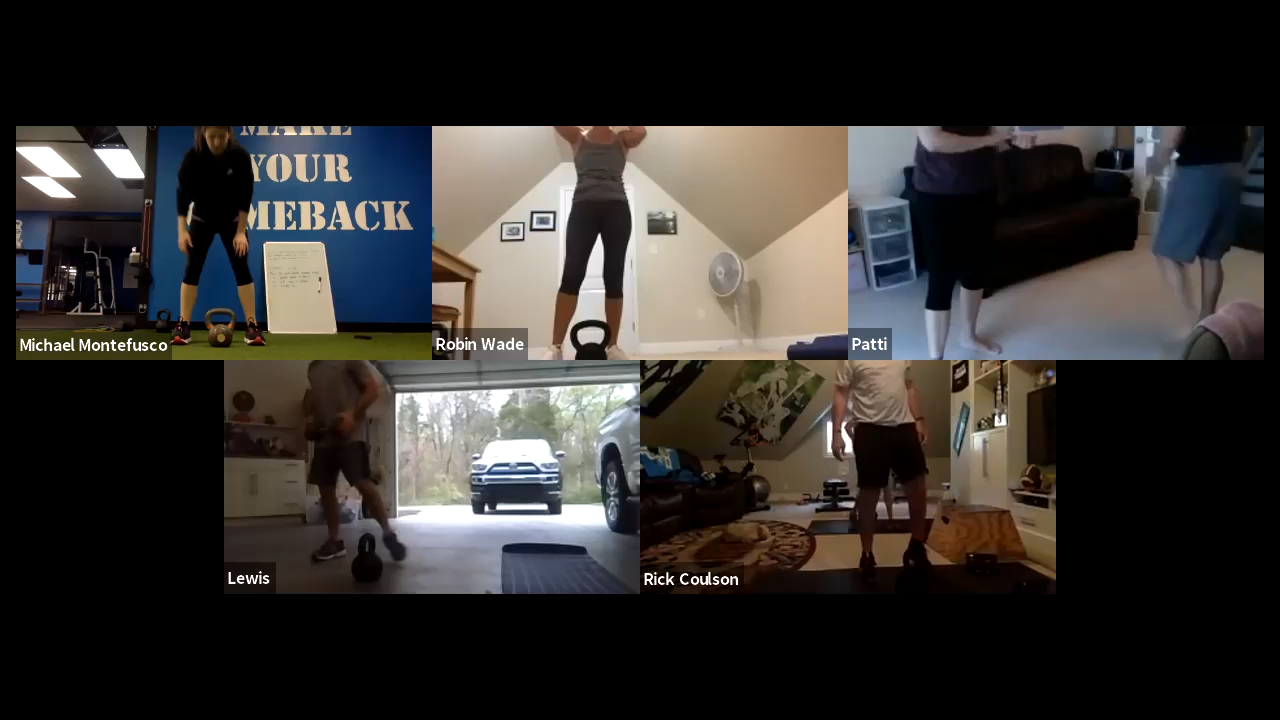 MAKE
YOUR
MEBACK
Michael Montefusco
Robin Wade
Patti
Lewis
Rick Coulson